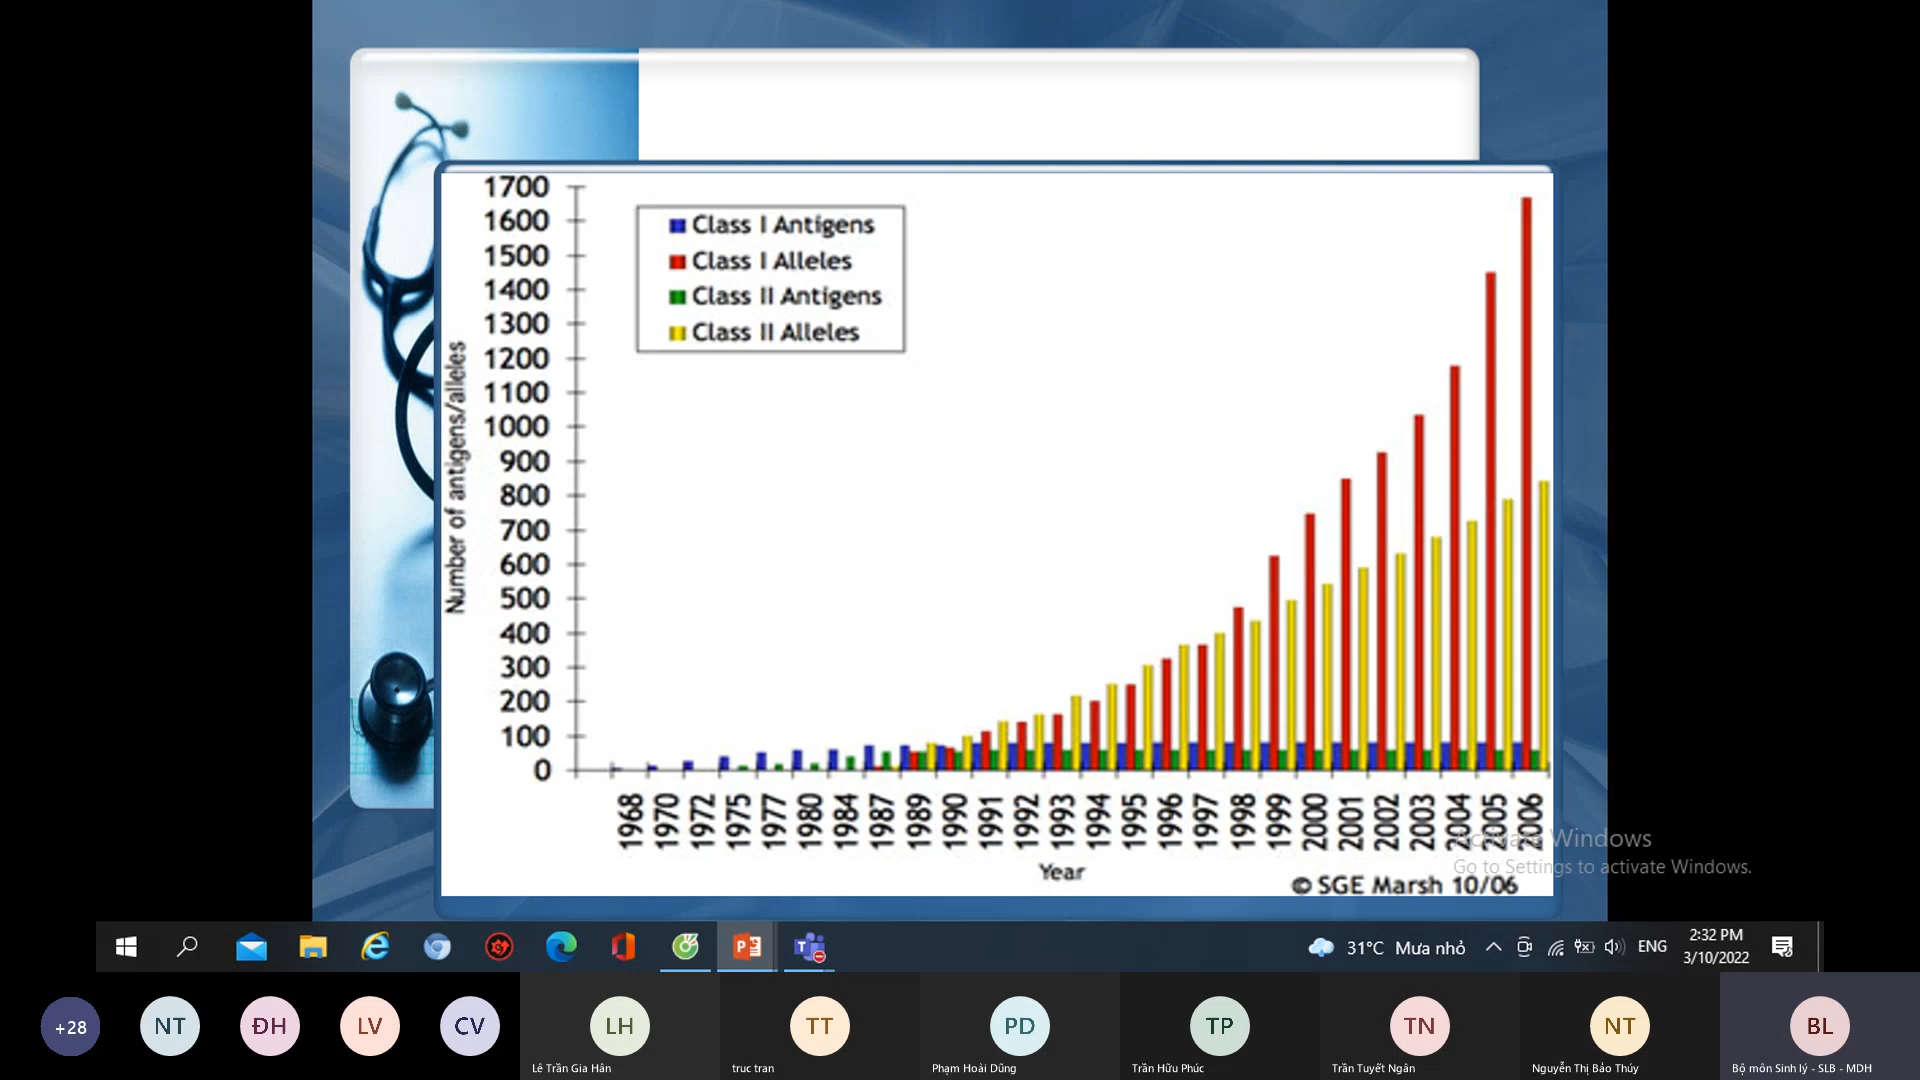 1700
1600
1500
1400
1300
1200
1100
1000
900
800
700
600
500
400
300
200
100
0
Number of antigens/alleles
Class I Antigens
Class I Alleles
Class II Antigens
Class II Alleles
1968
1970
1972
1975
1977
1980
1984
1987
1989
1990
1991
1992
1993
1994
1995
1996
1997
1998
1999
2000
2001
2002
2003
2004
2005
2006
Year
© SGE Marsh 10/06
Activate Windows
Go to Settings to activate Windows.
31°C Mưa nhỏ
ENG
2:32 PM
3/10/2022
+28
NT
ĐH
LV
CV
LH
Lê Trần Gia Hân
TT
truc tran
PD
Phạm Hoài Dũng
TP
Trần Hữu Phúc
TN
Trần Tuyết Ngân
NT
Nguyễn Thị Bảo Thúy
BL
Bộ môn Sinh lý - SLB - MDH